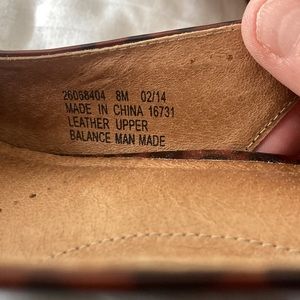 26068404 8M 02/14
MADE IN CHINA 16731
LEATHER UPPER
BALANCE MAN MADE